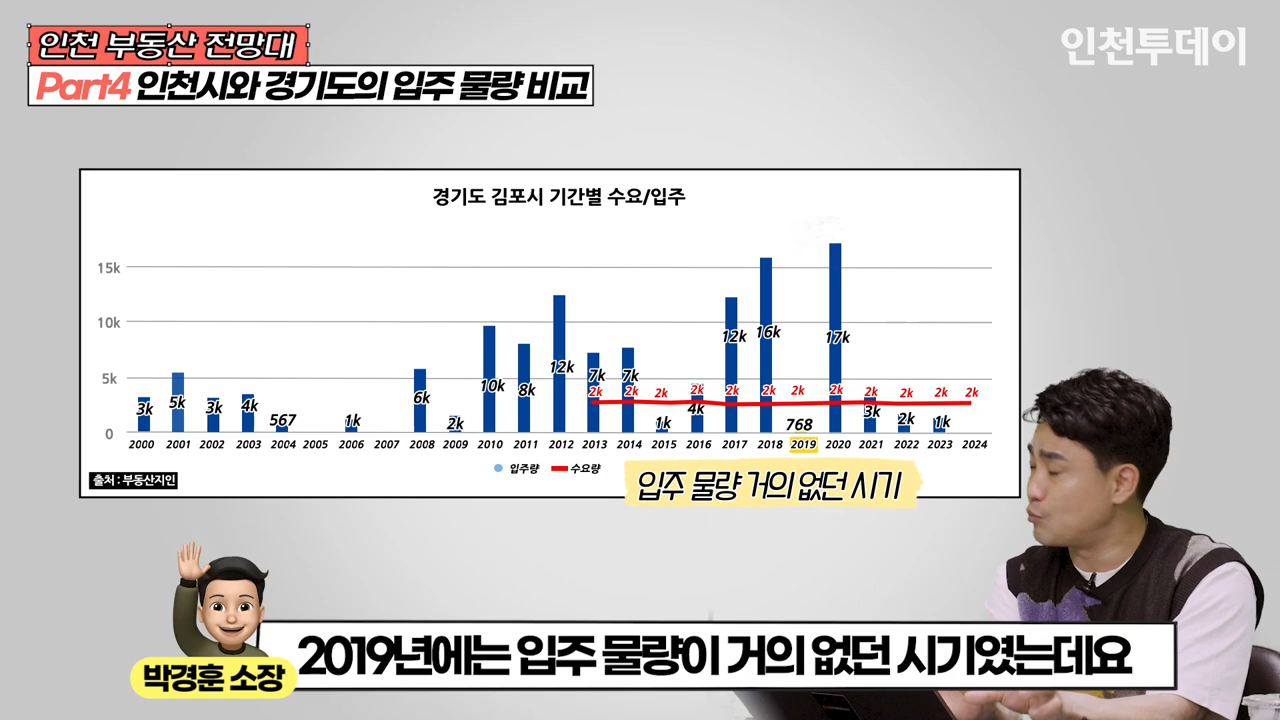 인천 부동산 전망대
인천투데이
Part4 인천시와 경기도의 입주 물량 비교
경기도 김포시 기간별 수요/입주
15k
10k
5k
0
3k 5k 3k 4k 567 1k 6k 2k 10k 8k 12k 7k 7k 1k 4k 12k 16k 768 17k 3k 2k 1k
2k 2k 2k 2k 2k 2k 2k 2k 2k 2k 2k 2k
2000 2001 2002 2003 2004 2005 2006 2007 2008 2009 2010 2011 2012 2013 2014 2015 2016 2017 2018 2019 2020 2021 2022 2023 2024
입주량 수요량
출처 : 부동산지인
입주 물량 거의 없던 시기
2019년에는 입주 물량이 거의 없던 시기였는데요
박경훈 소장